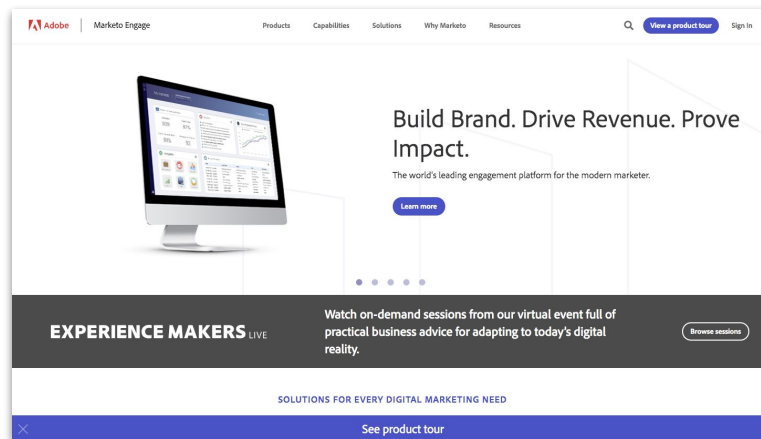 Adobe
Marketo Engage
Products
Capabilities
Solutions
Why Marketo
Resources
View a product tour
Sign in
Build Brand. Drive Revenue. Prove
Impact.
The world's leading engagement platform for the modern marketer.
Learn more
EXPERIENCE MAKERS LIVE
Watch on-demand sessions from our virtual event full of
practical business advice for adapting to today's digital
reality.
Browse sessions
SOLUTIONS FOR EVERY DIGITAL MARKETING NEED
See product tour